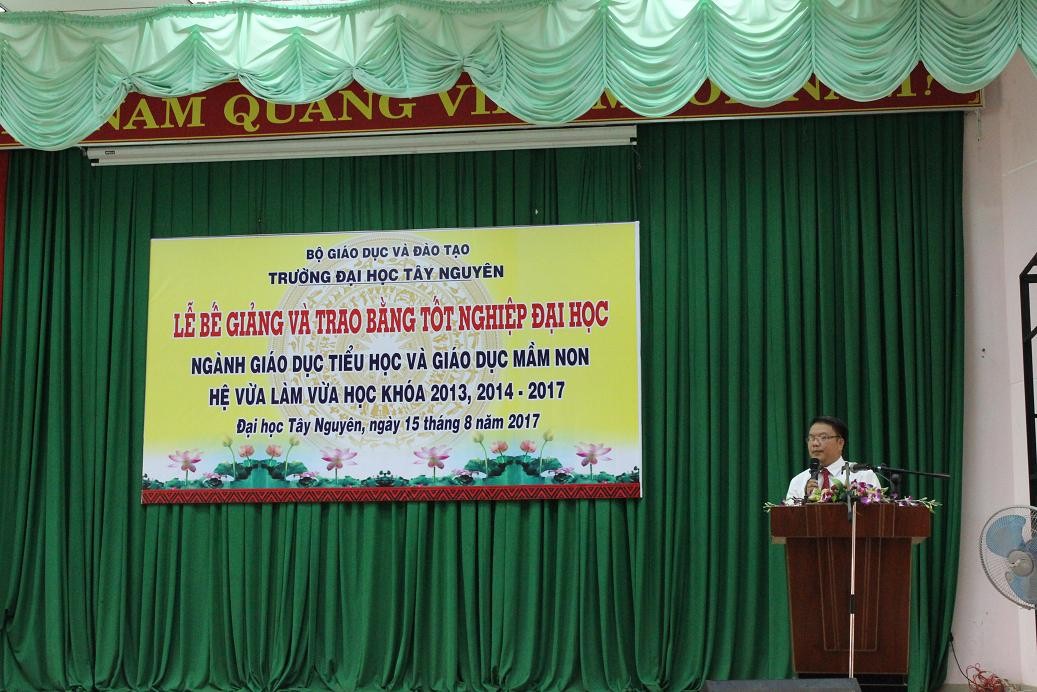 NAM QUANG VI
BỘ GIÁO DỤC VÀ ĐÀO TẠO
TRƯỜNG ĐẠI HỌC TÂY NGUYÊN
LỄ BẾ GIẢNG VÀ TRAO BẰNG TỐT NGHIỆP ĐẠI HỌC
NGÀNH GIÁO DỤC TIỂU HỌC VÀ GIÁO DỤC MẦM NON
HỆ VỪA LÀM VỪA HỌC KHÓA 2013, 2014 - 2017
Đại học Tây Nguyên, ngày 15 tháng 8 năm 2017